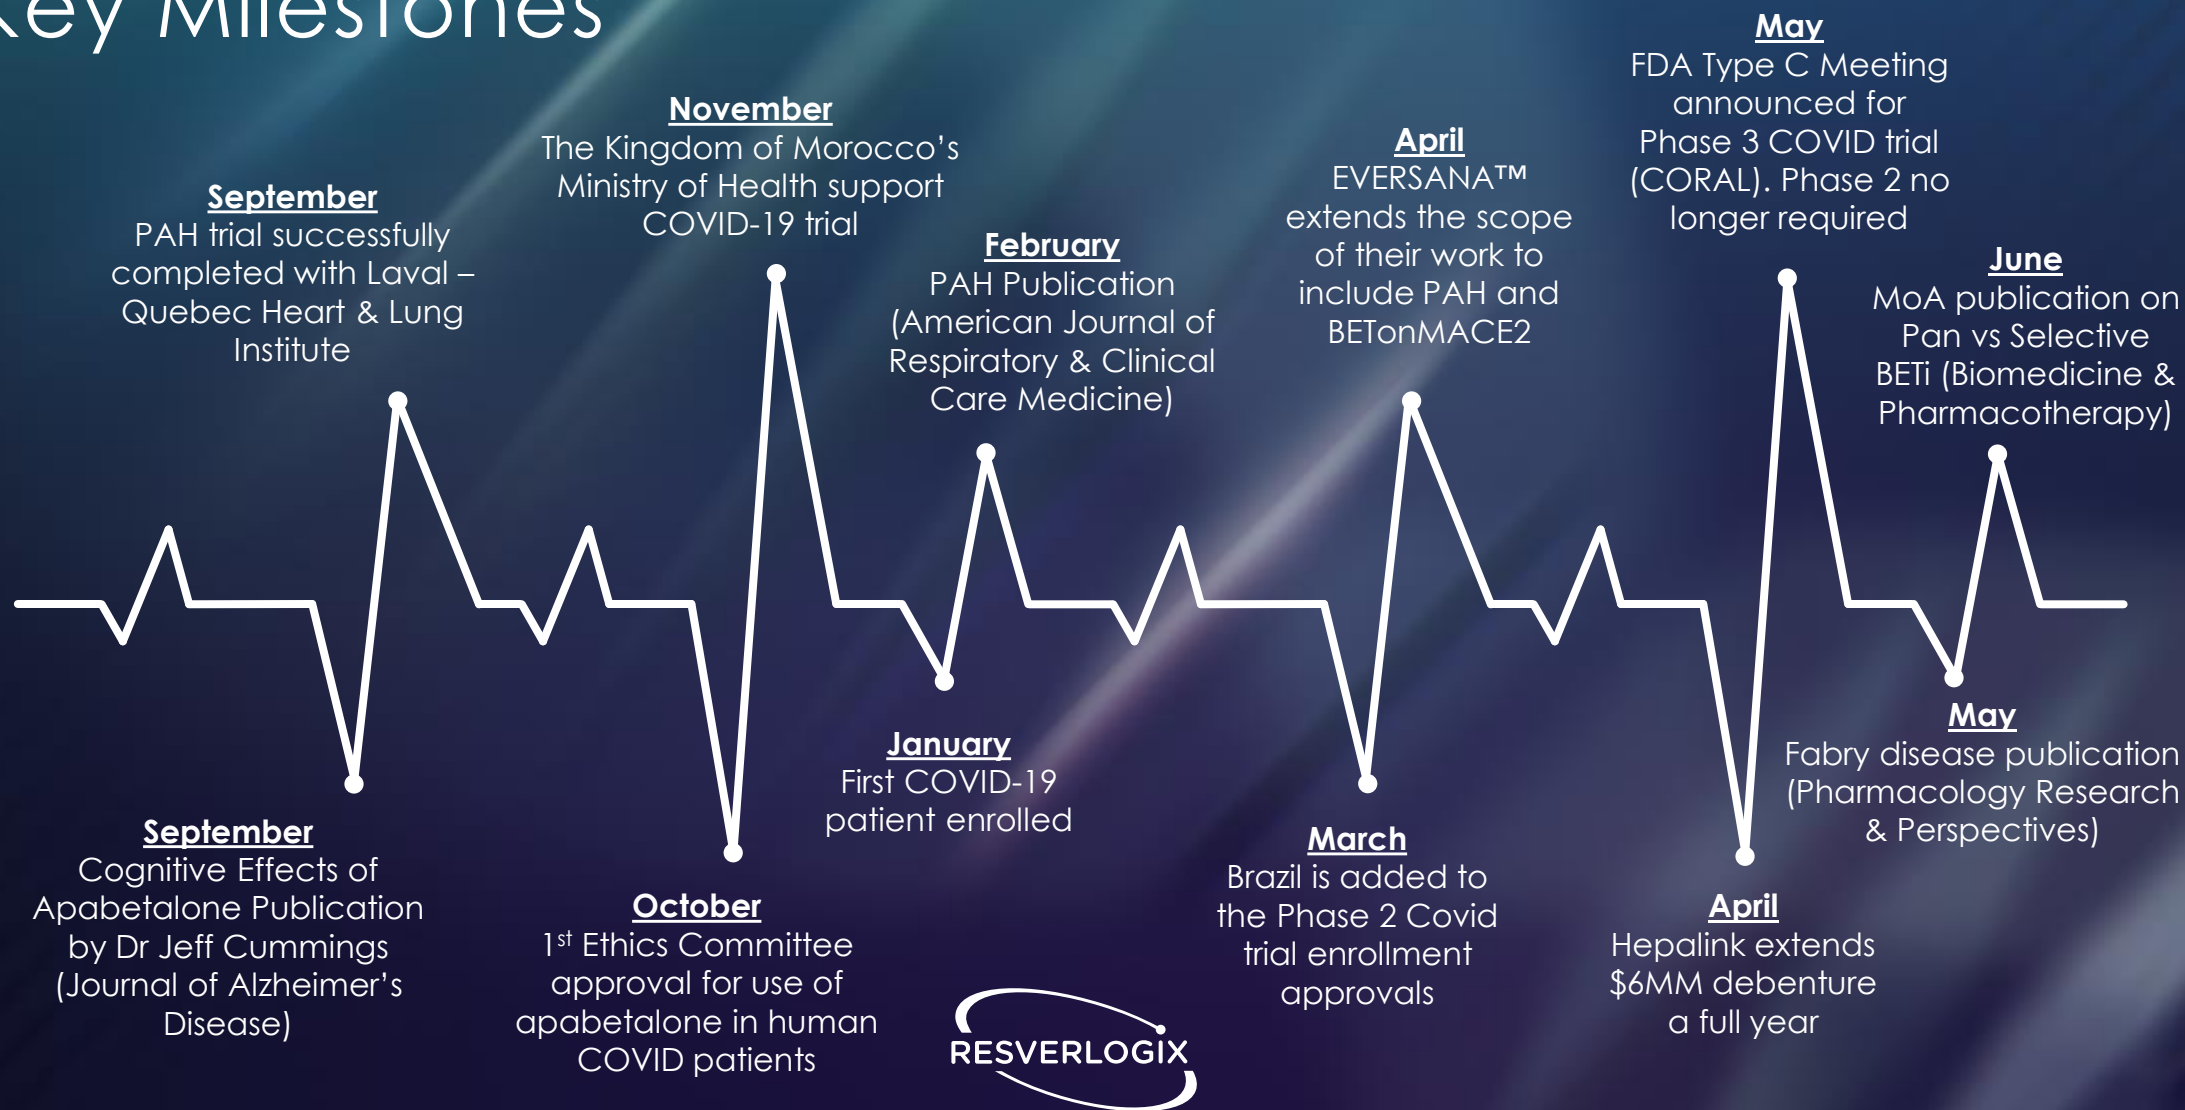 Key Milestones
September
PAH trial successfully
completed with Laval –
Quebec Heart & Lung
Institute
September
Cognitive Effects of
Apabetalone Publication
by Dr Jeff Cummings
(Journal of Alzheimer’s
Disease)
October
1st Ethics Committee
approval for use of
apabetalone in human
COVID patients
November
The Kingdom of Morocco’s
Ministry of Health support
COVID-19 trial
January
First COVID-19
patient enrolled
February
PAH Publication
(American Journal of
Respiratory & Clinical
Care Medicine)
March
Brazil is added to
the Phase 2 Covid
trial enrollment
approvals
April
EVERSANA™
extends the scope
of their work to
include PAH and
BETonMACE2
April
Hepalink extends
$6MM debenture
a full year
May
FDA Type C Meeting
announced for
Phase 3 COVID trial
(CORAL). Phase 2 no
longer required
May
Fabry disease publication
(Pharmacology Research
& Perspectives)
June
MoA publication on
Pan vs Selective
BETi (Biomedicine &
Pharmacotherapy)
RESVERLOGIX